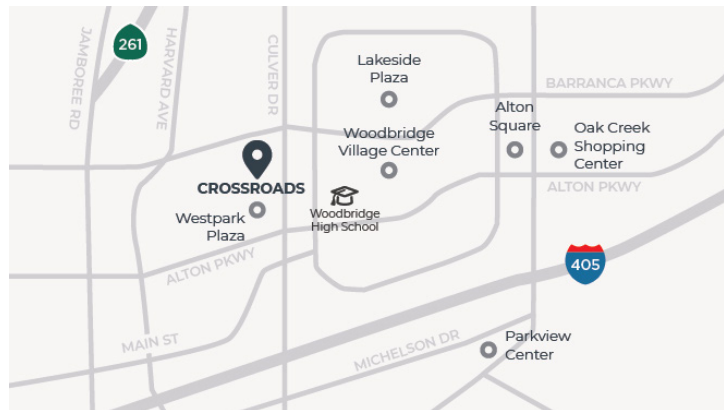 261
JAMBOREE RD
HARVARD AVE
CULVER DR
Lakeside
Plaza
BARRANCA PKWY
Alton
Square
Woodbridge
Village Center
Oak Creek
Shopping
Center
CROSSROADS
ALTON PKWY
Westpark
Plaza
Woodbridge
High School
ALTON PKWY
405
MAIN ST
MICHELSON DR
Parkview
Center